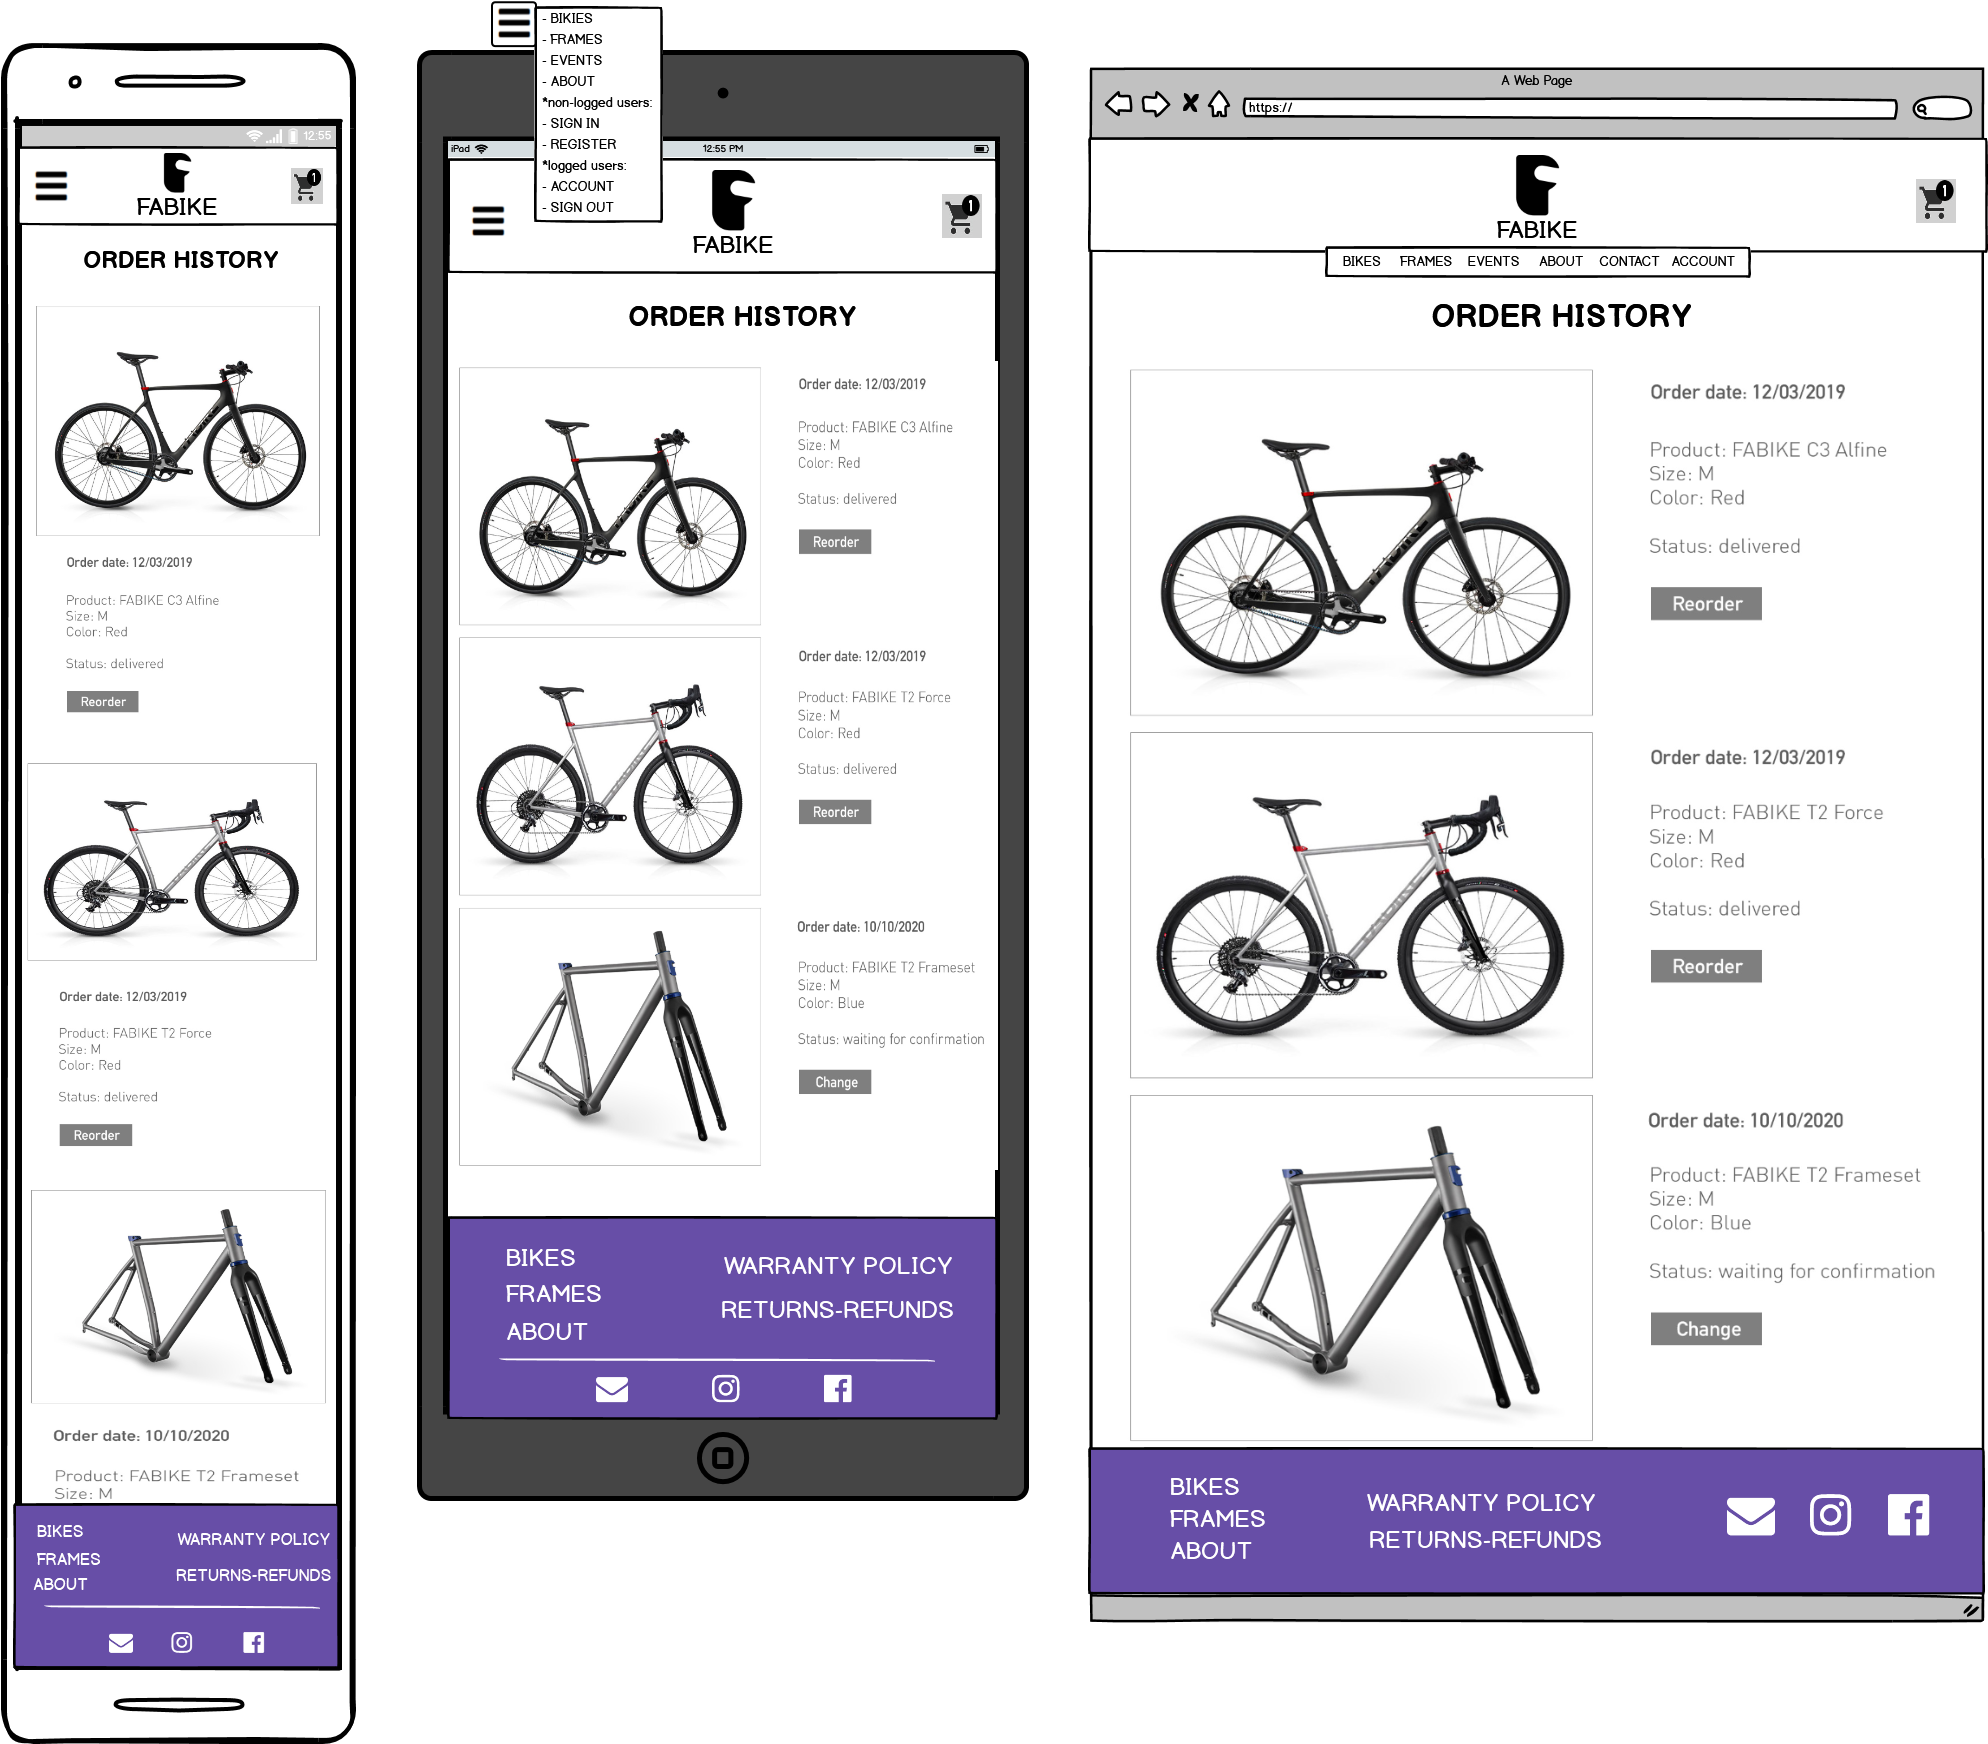 12:55
1
FABIKE
ORDER HISTORY
Order date: 12/03/2019
Product: FABIKE C3 Alfine
Size: M
Color: Red
Status: delivered
Reorder
Order date: 12/03/2019
Product: FABIKE T2 Force
Size: M
Color: Red
Status: delivered
Reorder
Order date: 10/10/2020
Product: FABIKE T2 Frameset
Size: M
BIKES
FRAMES
ABOUT
WARRANTY POLICY
RETURNS-REFUNDS
- BIKIES
- FRAMES
- EVENTS
- ABOUT
*non-logged users:
- SIGN IN
- REGISTER
*logged users:
- ACCOUNT
- SIGN OUT
iPad
12:55 PM
1
FABIKE
ORDER HISTORY
Order date: 12/03/2019
Product: FABIKE C3 Alfine
Size: M
Color: Red
Status: delivered
Reorder
Order date: 12/03/2019
Product: FABIKE T2 Force
Size: M
Color: Red
Status: delivered
Reorder
Order date: 10/10/2020
Product: FABIKE T2 Frameset
Size: M
Color: Blue
Status: waiting for confirmation
Change
BIKES
FRAMES
ABOUT
WARRANTY POLICY
RETURNS-REFUNDS
A Web Page
https://
1
FABIKE
BIKES FRAMES EVENTS ABOUT CONTACT ACCOUNT
ORDER HISTORY
Order date: 12/03/2019
Product: FABIKE C3 Alfine
Size: M
Color: Red
Status: delivered
Reorder
Order date: 12/03/2019
Product: FABIKE T2 Force
Size: M
Color: Red
Status: delivered
Reorder
Order date: 10/10/2020
Product: FABIKE T2 Frameset
Size: M
Color: Blue
Status: waiting for confirmation
Change
BIKES
FRAMES
ABOUT
WARRANTY POLICY
RETURNS-REFUNDS